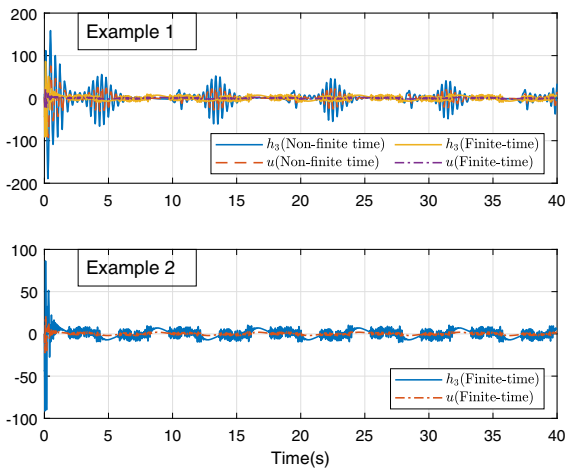 200
Example 1
100
0
-100
h₃(Non-finite time) h₃(Finite-time)
u(Non-finite time) u(Finite-time)
-200
0 5 10 15 20 25 30 35 40
100
Example 2
50
0
-50
h₃(Finite-time)
u(Finite-time)
-100
0 5 10 15 20 25 30 35 40
Time(s)